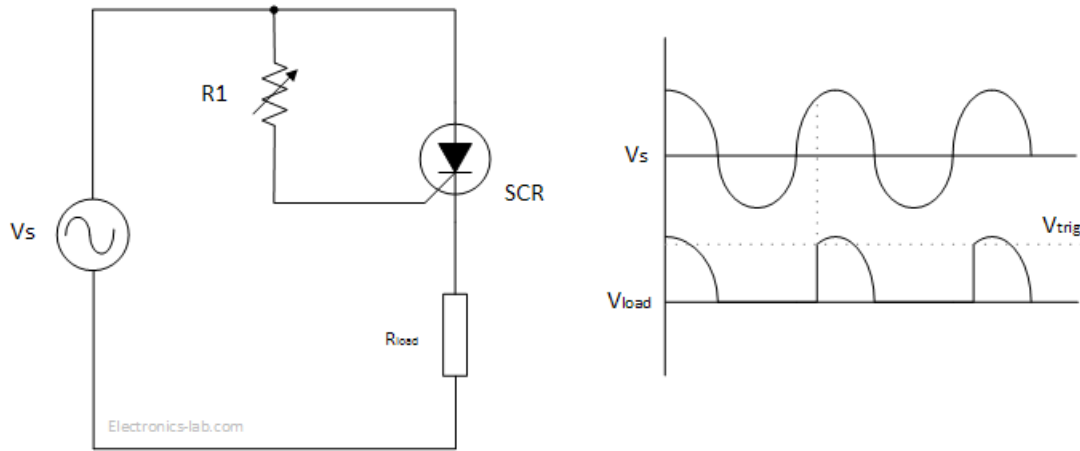 R1
SCR
Vs
Rload
Electronics-lab.com
Vs
Vtrig
Vload